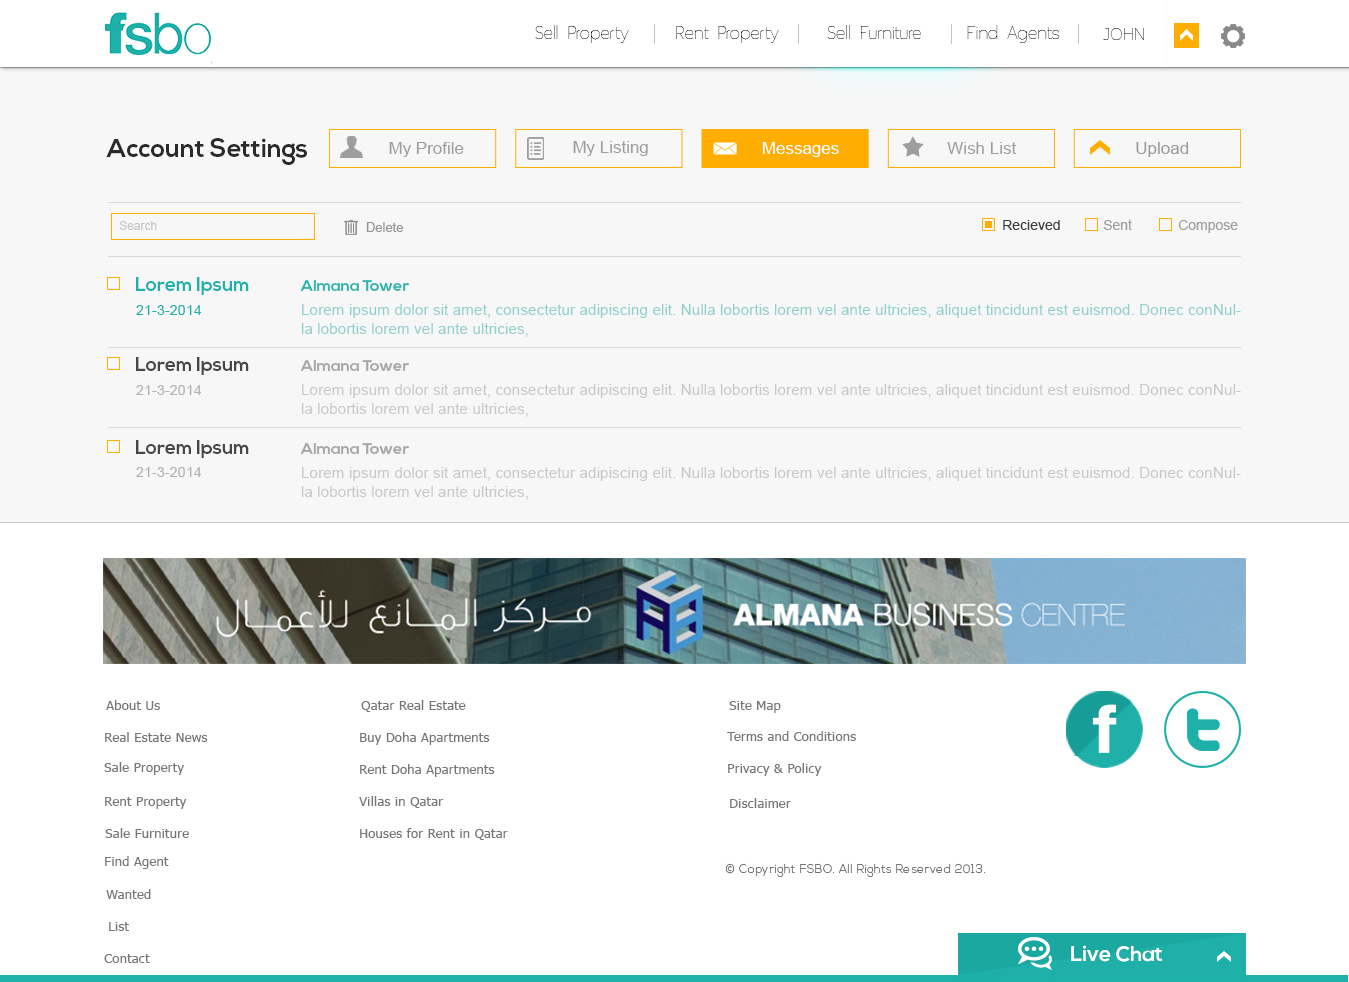 fsbo
Sell Property
Rent Property
Sell Furniture
Find Agents
JOHN
Account Settings
My Profile
My Listing
Messages
Wish List
Upload
Search
Delete
Recieved
Sent
Compose
Lorem Ipsum
21-3-2014
Almana Tower
Lorem ipsum dolor sit amet, consectetur adipiscing elit. Nulla lobortis lorem vel ante ultricies, aliquet tincidunt est euismod. Donec conNul-
la lobortis lorem vel ante ultricies,
Lorem Ipsum
21-3-2014
Almana Tower
Lorem ipsum dolor sit amet, consectetur adipiscing elit. Nulla lobortis lorem vel ante ultricies, aliquet tincidunt est euismod. Donec conNul-
la lobortis lorem vel ante ultricies,
Lorem Ipsum
21-3-2014
Almana Tower
Lorem ipsum dolor sit amet, consectetur adipiscing elit. Nulla lobortis lorem vel ante ultricies, aliquet tincidunt est euismod. Donec conNul-
la lobortis lorem vel ante ultricies,
مركز المانع للأعمال
ALMANA BUSINESS CENTRE
About Us
Real Estate News
Sale Property
Rent Property
Sale Furniture
Find Agent
Wanted
List
Contact
Qatar Real Estate
Buy Doha Apartments
Rent Doha Apartments
Villas in Qatar
Houses for Rent in Qatar
Site Map
Terms and Conditions
Privacy & Policy
Disclaimer
© Copyright FSBO. All Rights Reserved 2013.
Live Chat